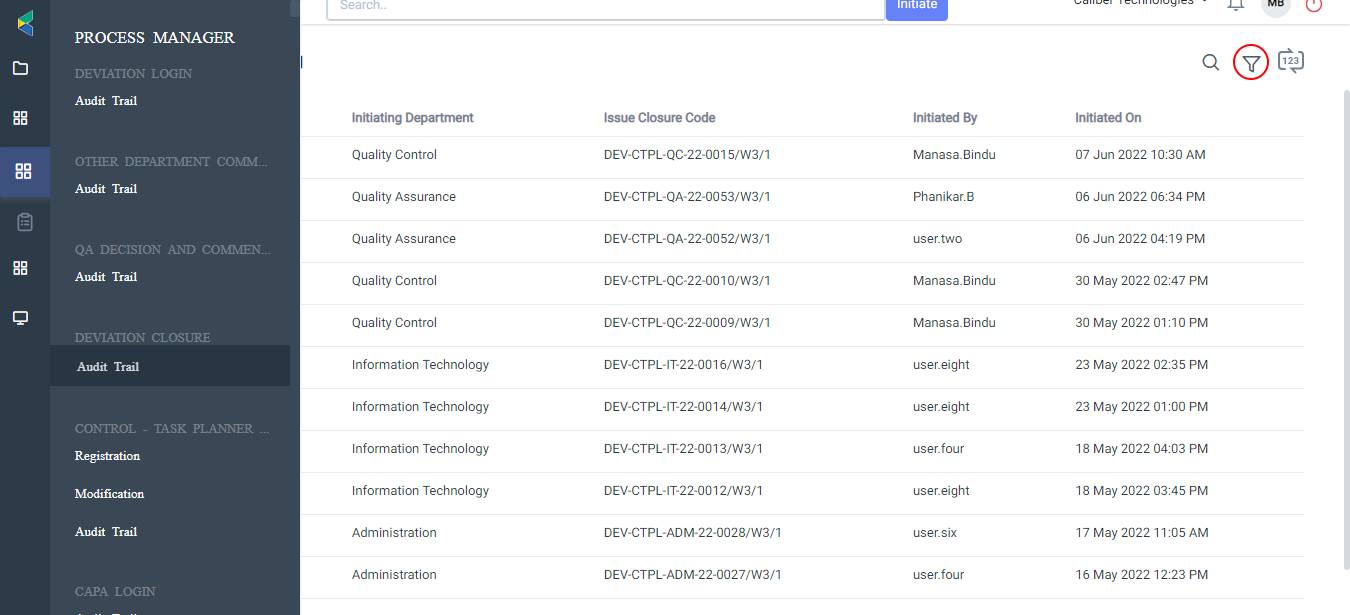 Search..
Initiate
Caliber Technologies
MB
PROCESS MANAGER
DEVIATION LOGIN
Audit Trail
OTHER DEPARTMENT COMM...
Audit Trail
QA DECISION AND COMMEN...
Audit Trail
DEVIATION CLOSURE
Audit Trail
CONTROL - TASK PLANNER ...
Registration
Modification
Audit Trail
CAPA LOGIN
Audit Trail
123
Initiating Department Issue Closure Code Initiated By Initiated On
Quality Control DEV-CTPL-QC-22-0015/W3/1 Manasa.Bindu 07 Jun 2022 10:30 AM
Quality Assurance DEV-CTPL-QA-22-0053/W3/1 Phanikar.B 06 Jun 2022 06:34 PM
Quality Assurance DEV-CTPL-QA-22-0052/W3/1 user.two 06 Jun 2022 04:19 PM
Quality Control DEV-CTPL-QC-22-0010/W3/1 Manasa.Bindu 30 May 2022 02:47 PM
Quality Control DEV-CTPL-QC-22-0009/W3/1 Manasa.Bindu 30 May 2022 01:10 PM
Information Technology DEV-CTPL-IT-22-0016/W3/1 user.eight 23 May 2022 02:35 PM
Information Technology DEV-CTPL-IT-22-0014/W3/1 user.eight 23 May 2022 01:00 PM
Information Technology DEV-CTPL-IT-22-0013/W3/1 user.four 18 May 2022 04:03 PM
Information Technology DEV-CTPL-IT-22-0012/W3/1 user.eight 18 May 2022 03:45 PM
Administration DEV-CTPL-ADM-22-0028/W3/1 user.six 17 May 2022 11:05 AM
Administration DEV-CTPL-ADM-22-0027/W3/1 user.four 16 May 2022 12:23 PM